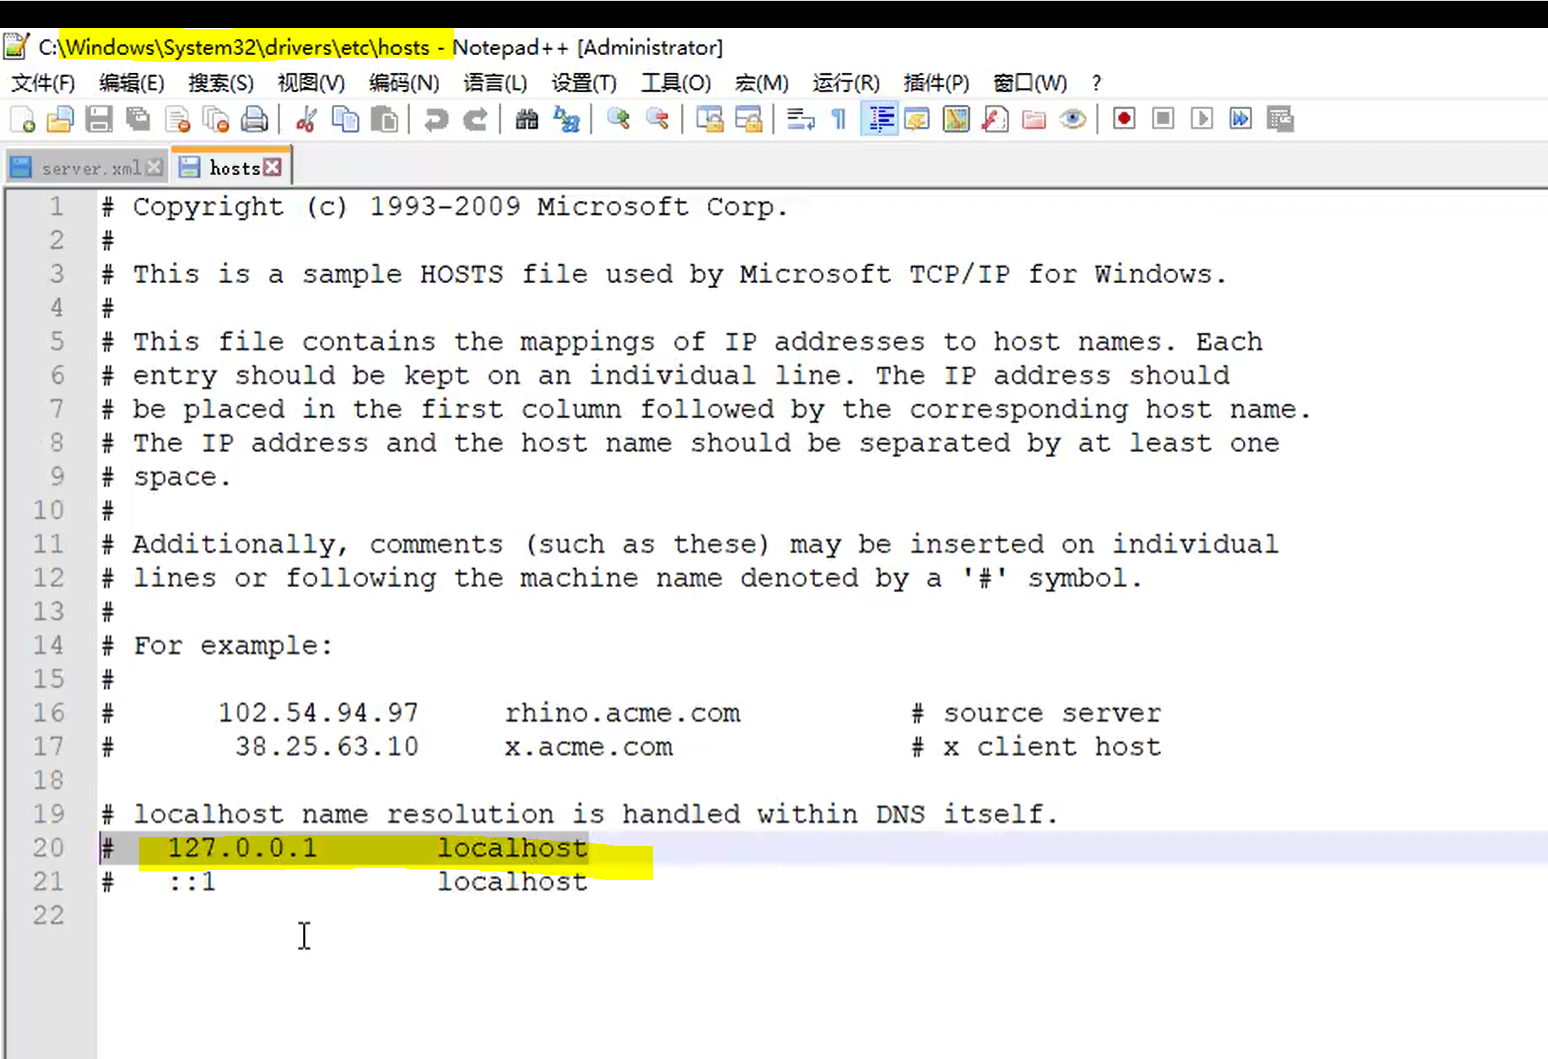 C:\Windows\System32\drivers\etc\hosts - Notepad++ [Administrator]
文件(F) 编辑(E) 搜索(S) 视图(V) 编码(N) 语言(L) 设置(T) 工具(O) 宏(M) 运行(R) 插件(P) 窗口(W) ?
server.xml hosts
1 # Copyright (c) 1993-2009 Microsoft Corp.
2 #
3 # This is a sample HOSTS file used by Microsoft TCP/IP for Windows.
4 #
5 # This file contains the mappings of IP addresses to host names. Each
6 # entry should be kept on an individual line. The IP address should
7 # be placed in the first column followed by the corresponding host name.
8 # The IP address and the host name should be separated by at least one
9 # space.
10 #
11 # Additionally, comments (such as these) may be inserted on individual
12 # lines or following the machine name denoted by a '#' symbol.
13 #
14 # For example:
15 #
16 # 102.54.94.97 rhino.acme.com # source server
17 # 38.25.63.10 x.acme.com # x client host
18
19 # localhost name resolution is handled within DNS itself.
20 # 127.0.0.1 localhost
21 # ::1 localhost
22